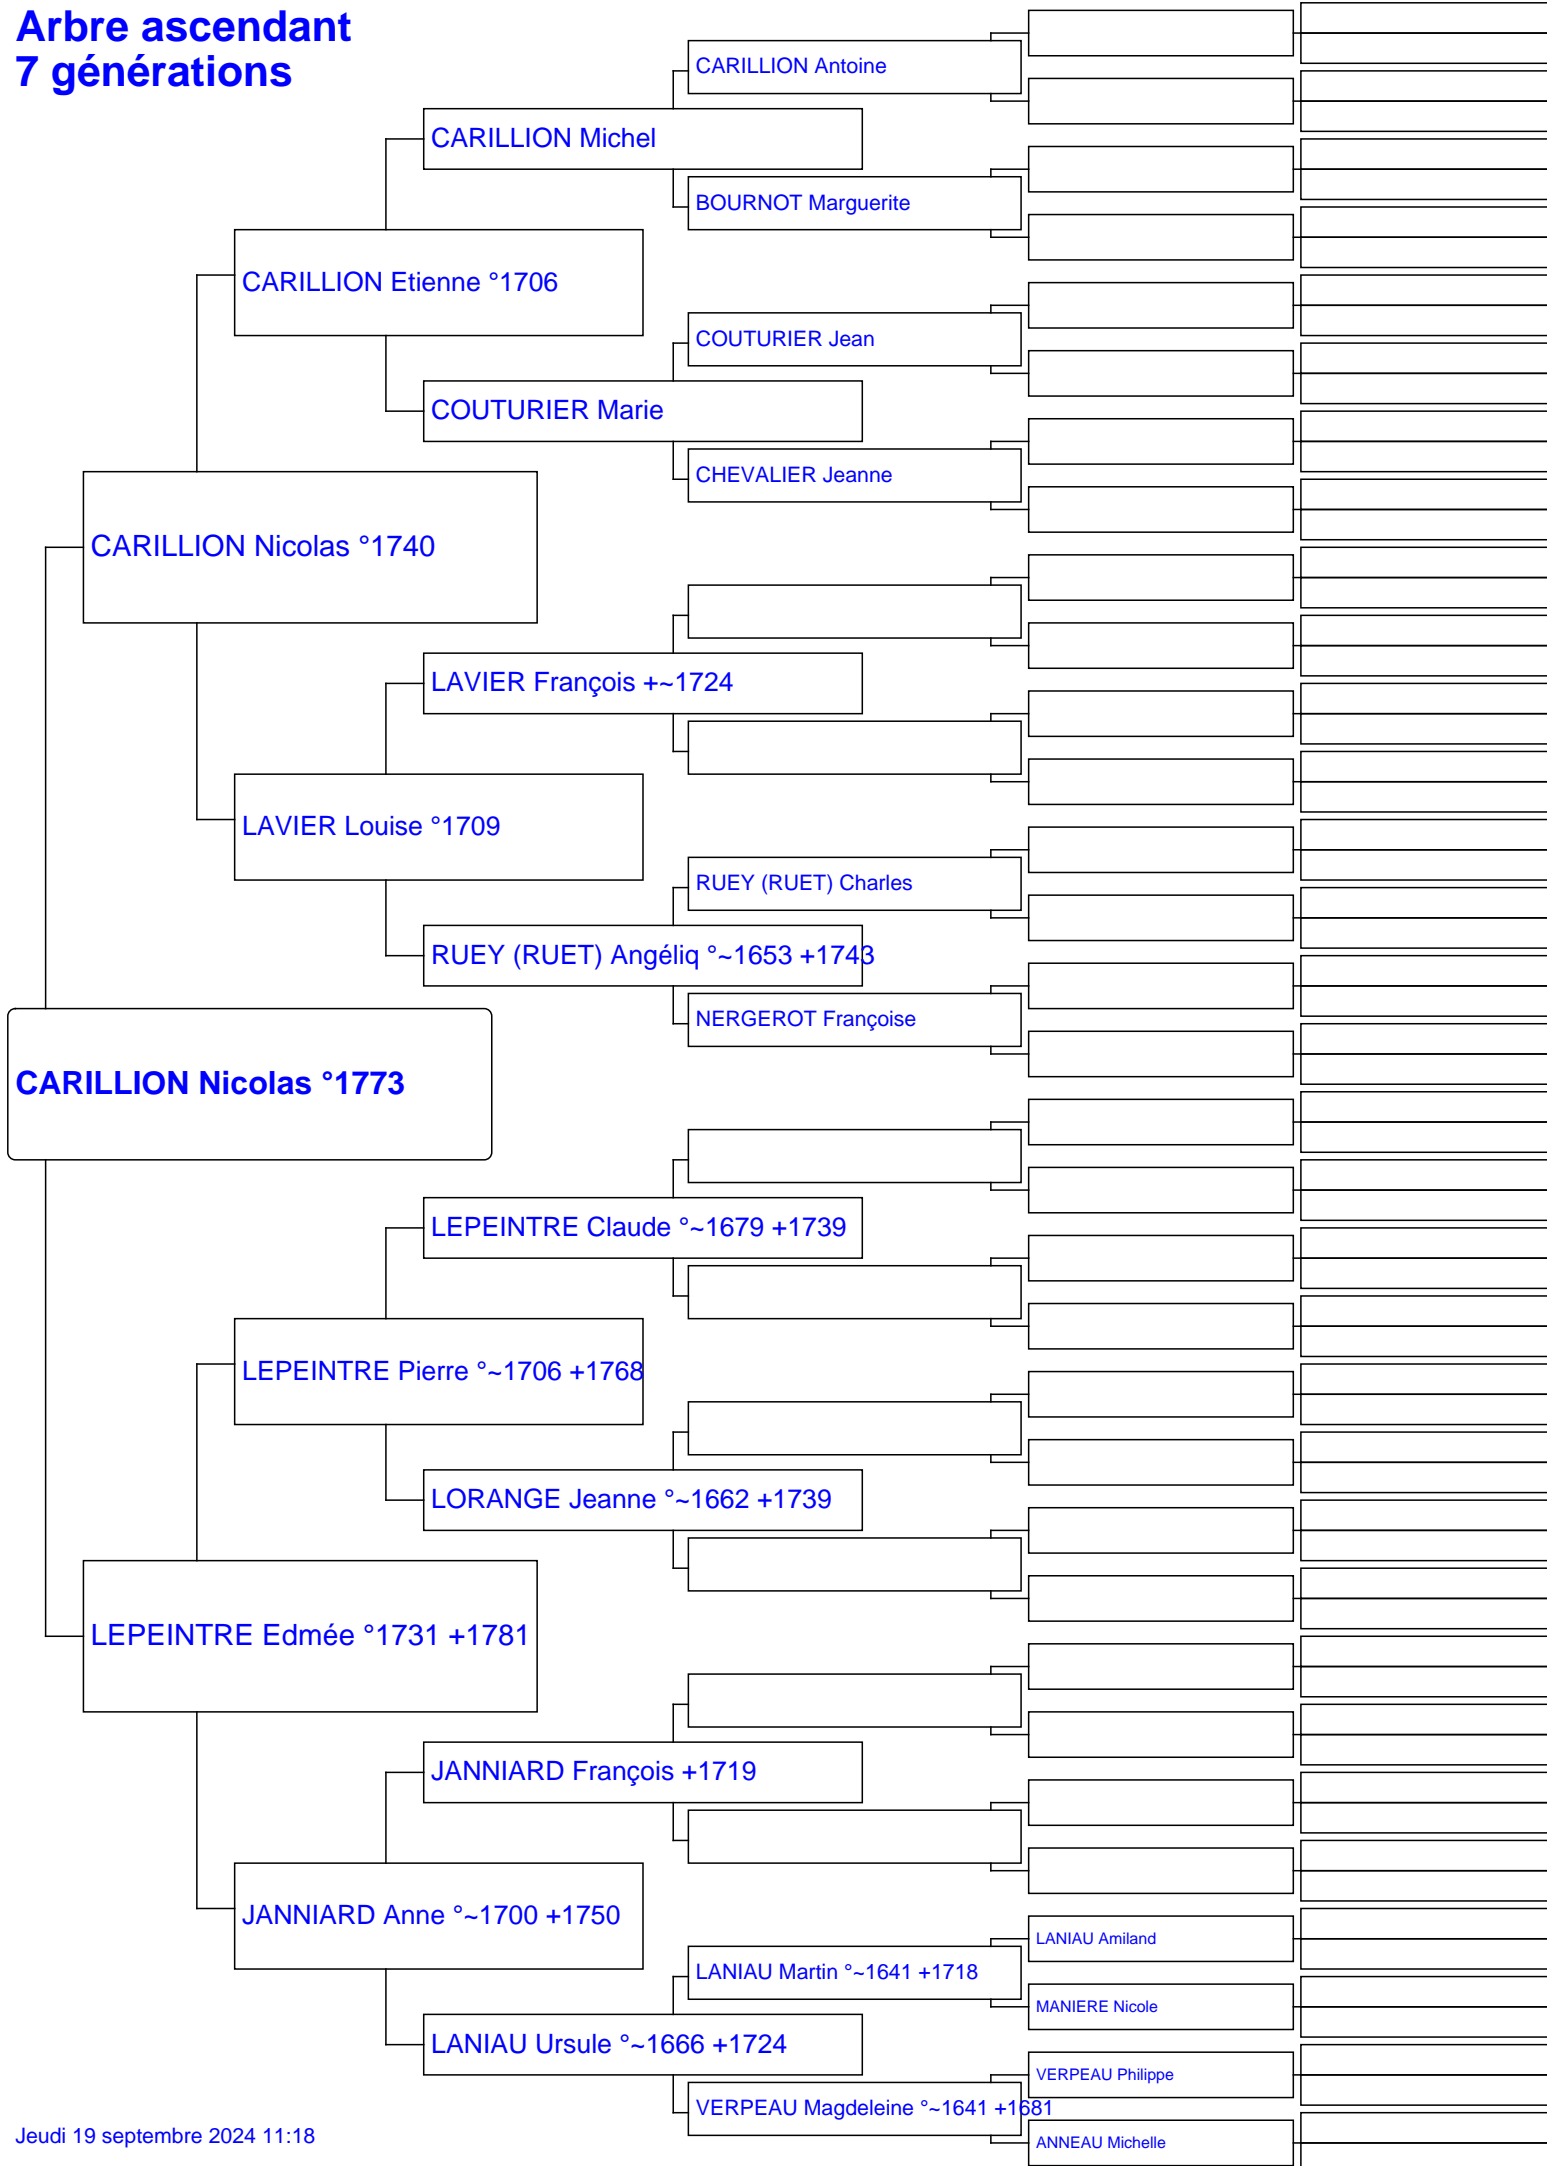 Arbre ascendant
7 générations
CARILLION Antoine
CARILLION Michel
BOURNOT Marguerite
CARILLION Etienne °1706
COUTURIER Jean
COUTURIER Marie
CHEVALIER Jeanne
CARILLION Nicolas °1740
LAVIER François +~1724
LAVIER Louise °1709
RUEY (RUET) Charles
RUEY (RUET) Angéliq °~1653 +1743
NERGEROT Françoise
CARILLION Nicolas °1773
LEPEINTRE Claude °~1679 +1739
LEPEINTRE Pierre °~1706 +1768
LORANGE Jeanne °~1662 +1739
LEPEINTRE Edmée °1731 +1781
JANNIARD François +1719
JANNIARD Anne °~1700 +1750
LANIAU Amiland
LANIAU Martin °~1641 +1718
MANIERE Nicole
LANIAU Ursule °~1666 +1724
VERPEAU Philippe
VERPEAU Magdeleine °~1641 +1681
ANNEAU Michelle
Jeudi 19 septembre 2024 11:18